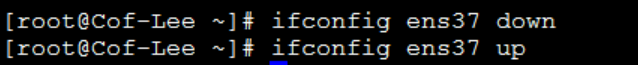 [root@Cof-Lee ~]# ifconfig ens37 down
[root@Cof-Lee ~]# ifconfig ens37 up